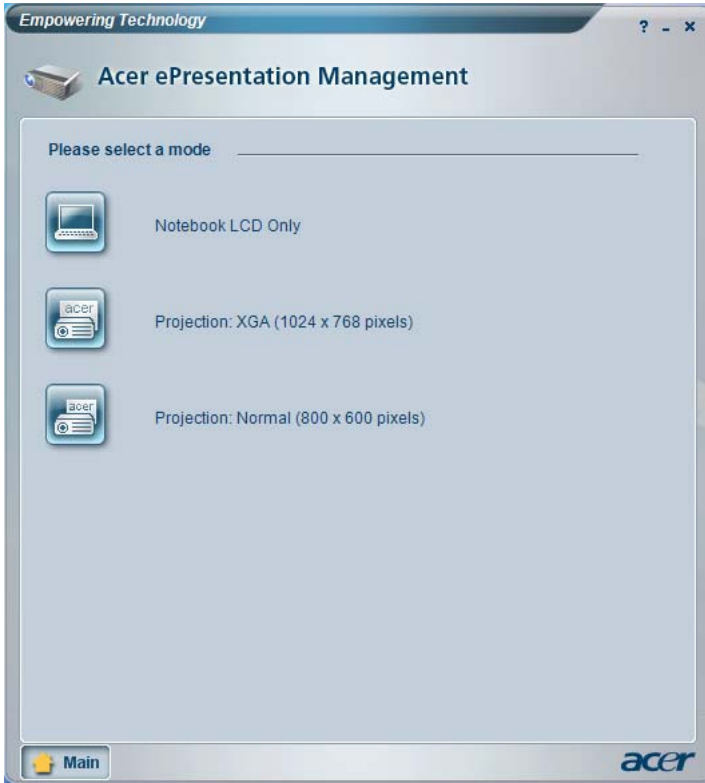 Empowering Technology
? - ×
Acer ePresentation Management
Please select a mode
Notebook LCD Only
acer
Projection: XGA (1024 x 768 pixels)
acer
Projection: Normal (800 x 600 pixels)
Main
acer